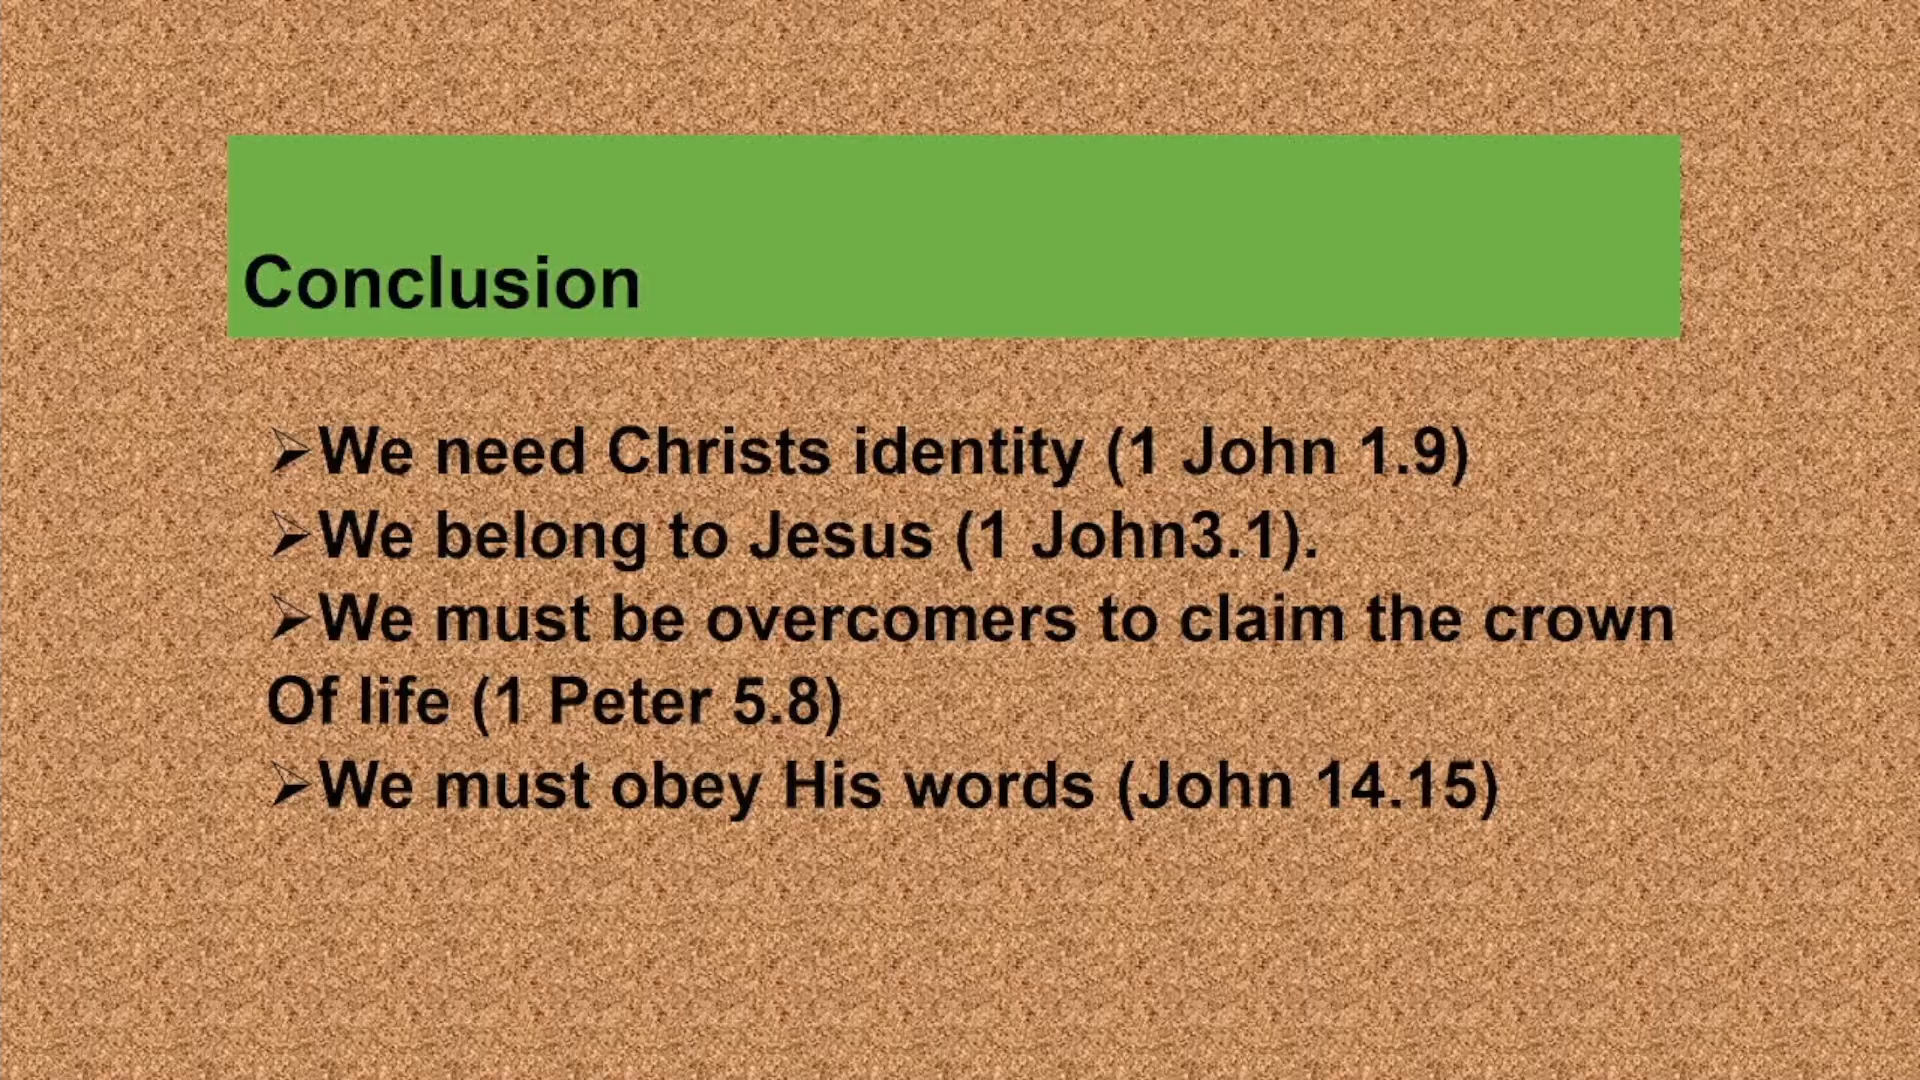 Conclusion
➢We need Christs identity (1 John 1.9)
➢We belong to Jesus (1 John3.1).
➢We must be overcomers to claim the crown
Of life (1 Peter 5.8)
➢We must obey His words (John 14.15)